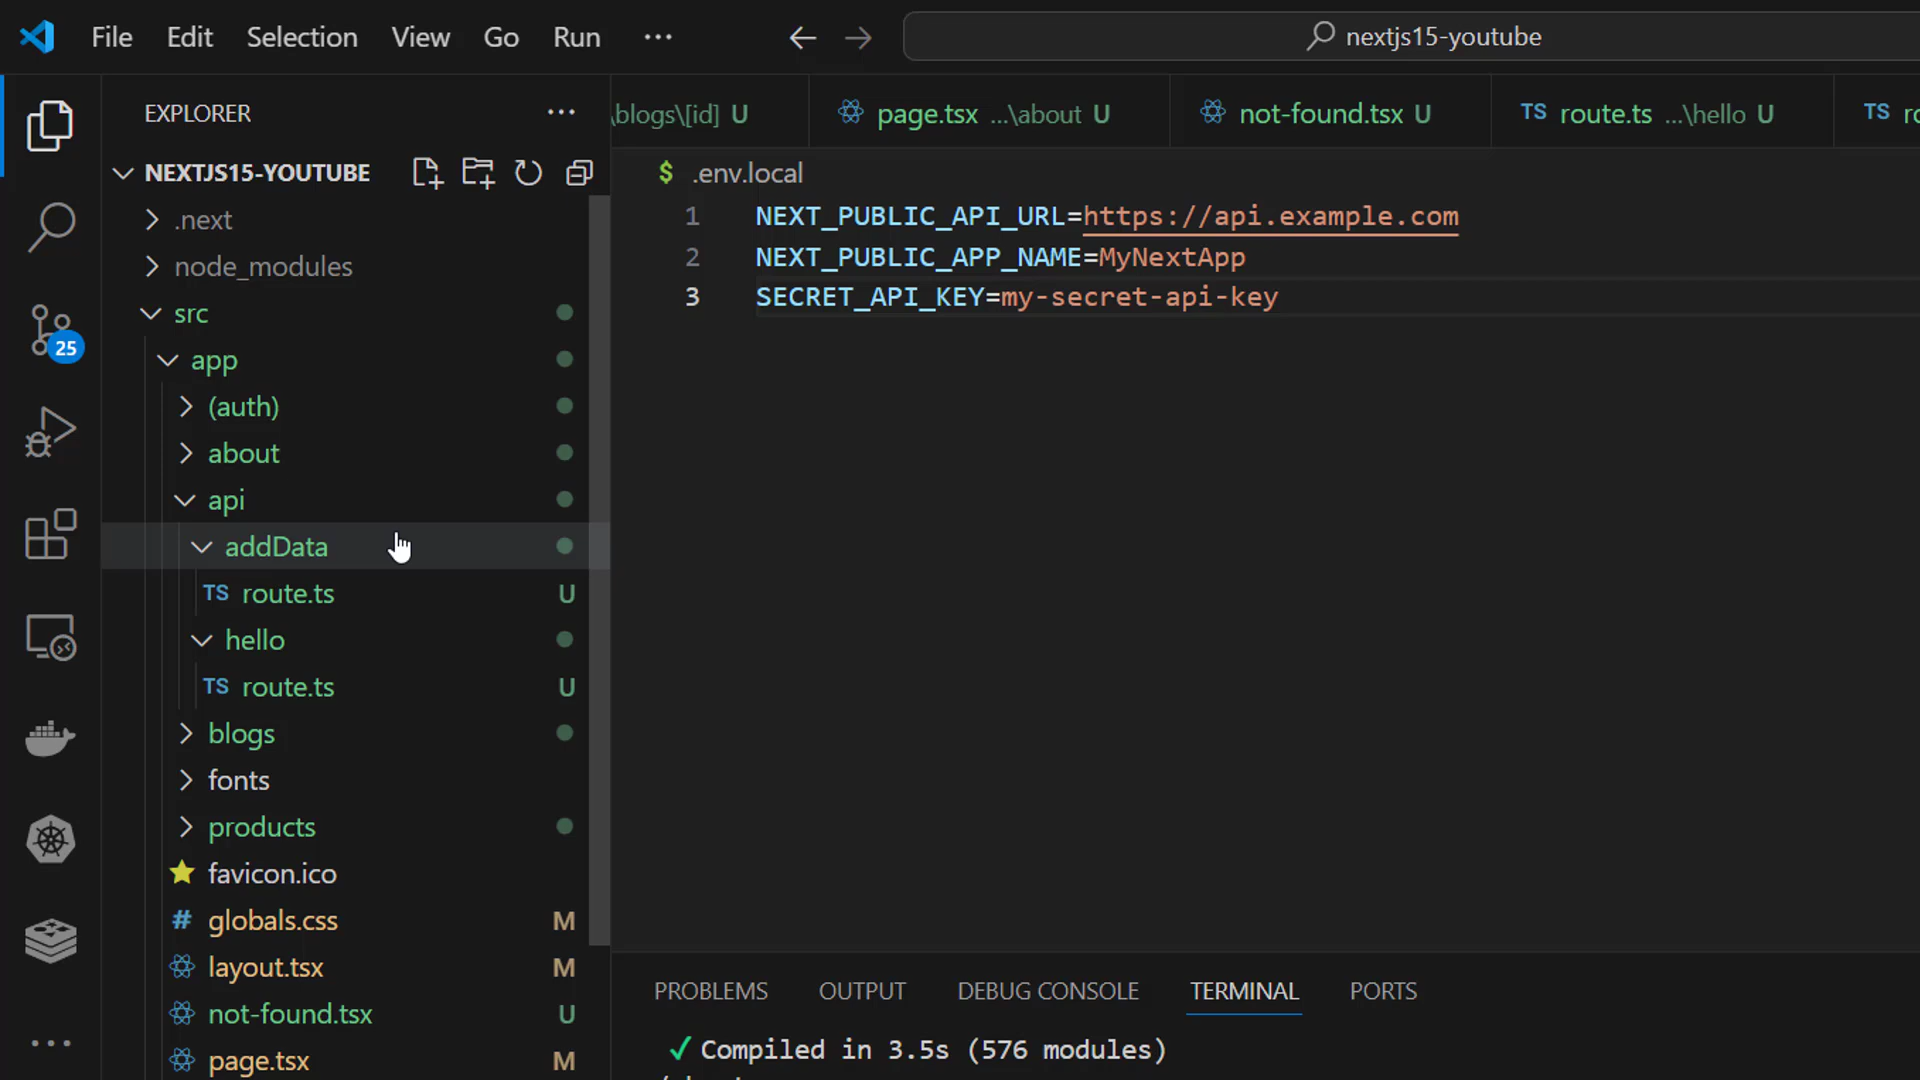 File Edit Selection View Go Run ···
nextjs15-youtube
EXPLORER ···
NEXTJS15-YOUTUBE
.next
node_modules
src
app
(auth)
about
api
addData
TS route.ts U
hello
TS route.ts U
blogs
fonts
products
favicon.ico
# globals.css M
layout.tsx M
not-found.tsx U
page.tsx M
25
\blogs\[id] U
page.tsx ...\about U
not-found.tsx U
TS route.ts ...\hello U
TS
$ .env.local
1 NEXT_PUBLIC_API_URL=https://api.example.com
2 NEXT_PUBLIC_APP_NAME=MyNextApp
3 SECRET_API_KEY=my-secret-api-key
PROBLEMS OUTPUT DEBUG CONSOLE TERMINAL PORTS
✓ Compiled in 3.5s (576 modules)